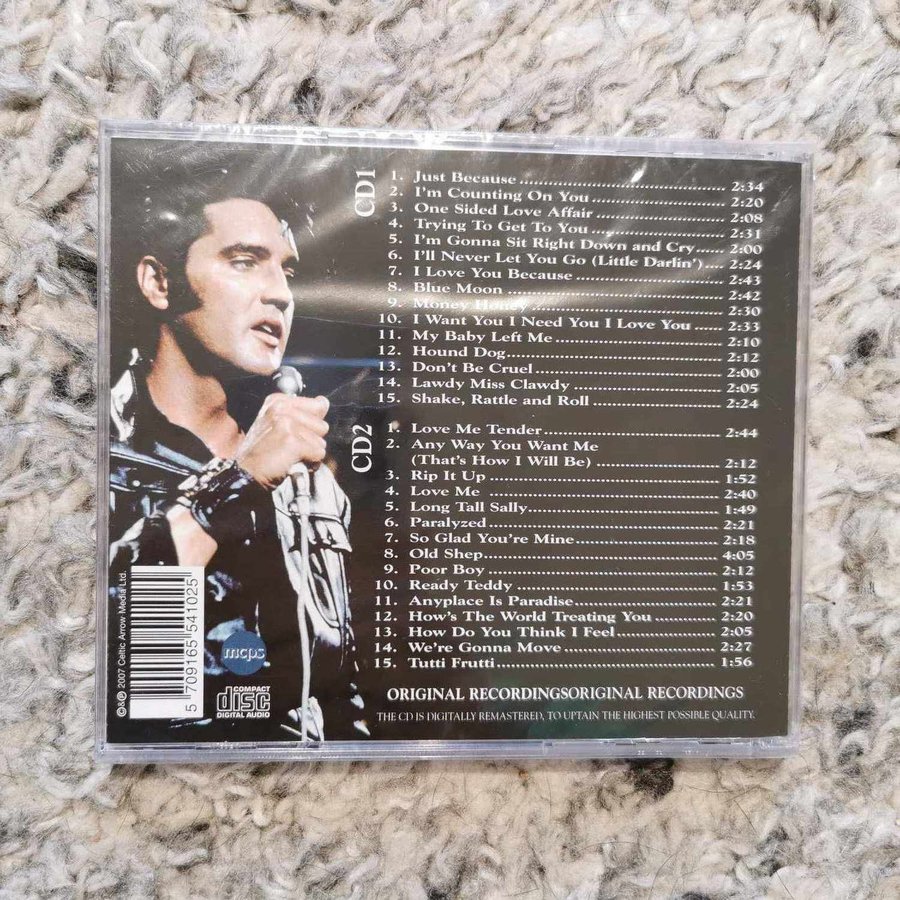 CD1
1. Just Because 2:34
2. I'm Counting On You 2:20
3. One Sided Love Affair 2:08
4. Trying To Get To You 2:31
5. I'm Gonna Sit Right Down and Cry 2:00
6. I'll Never Let You Go (Little Darlin') 2:24
7. I Love You Because 2:43
8. Blue Moon 2:42
9. Money Honey 2:30
10. I Want You I Need You I Love You 2:33
11. My Baby Left Me 2:10
12. Hound Dog 2:12
13. Don't Be Cruel 2:00
14. Lawdy Miss Clawdy 2:05
15. Shake, Rattle and Roll 2:24
CD2
1. Love Me Tender 2:44
2. Any Way You Want Me
(That's How I Will Be) 2:12
3. Rip It Up 1:52
4. Love Me 2:40
5. Long Tall Sally 1:49
6. Paralyzed 2:21
7. So Glad You're Mine 2:18
8. Old Shep 4:05
9. Poor Boy 2:12
10. Ready Teddy 1:53
11. Anyplace Is Paradise 2:21
12. How's The World Treating You 2:20
13. How Do You Think I Feel 2:05
14. We're Gonna Move 2:27
15. Tutti Frutti 1:56
ORIGINAL RECORDINGSORIGINAL RECORDINGS
THE CD IS DIGITALLY REMASTERED, TO UPTAIN THE HIGHEST POSSIBLE QUALITY.
©&℗ 2007 Celtic Arrow Media Ltd.
5 709165 541025
mcps
COMPACT
disc
DIGITAL AUDIO